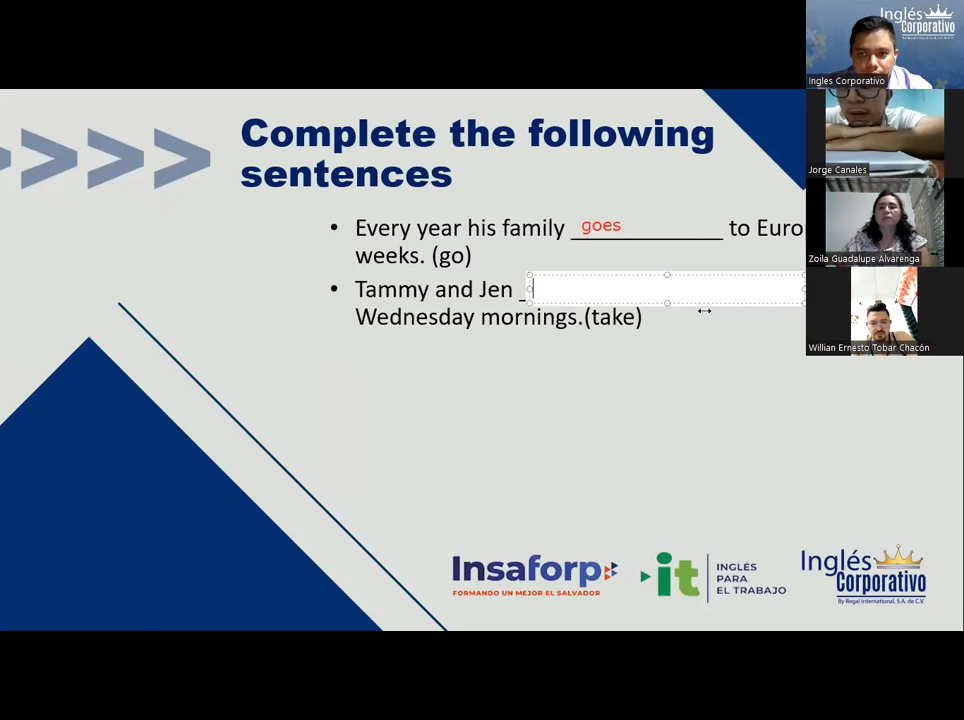 Inglés
Corporativo
Ingles Corporativo
Jorge Canales
Zoila Guadalupe Alvarenga
Willian Ernesto Tobar Chacón
>>>>
Complete the following
sentences
• Every year his family goes to Euro
weeks. (go)
• Tammy and Jen _
Wednesday mornings.(take)
Insaforp
FORMANDO UN MEJOR EL SALVADOR
it
INGLÉS
PARA
EL TRABAJO
Inglés
Corporativo
By Regal International, S.A. de C.V.